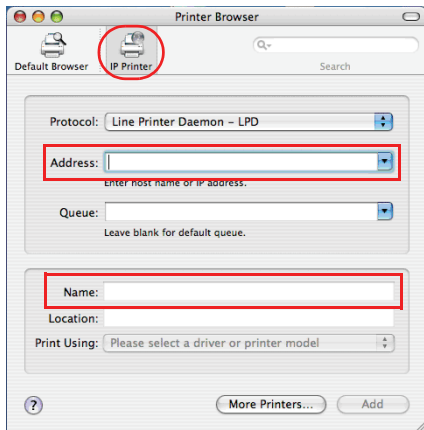 Printer Browser
Default Browser
IP Printer
Search
Protocol: Line Printer Daemon – LPD
Address:
Enter host name or IP address.
Queue:
Leave blank for default queue.
Name:
Location:
Print Using: Please select a driver or printer model
?
More Printers...
Add